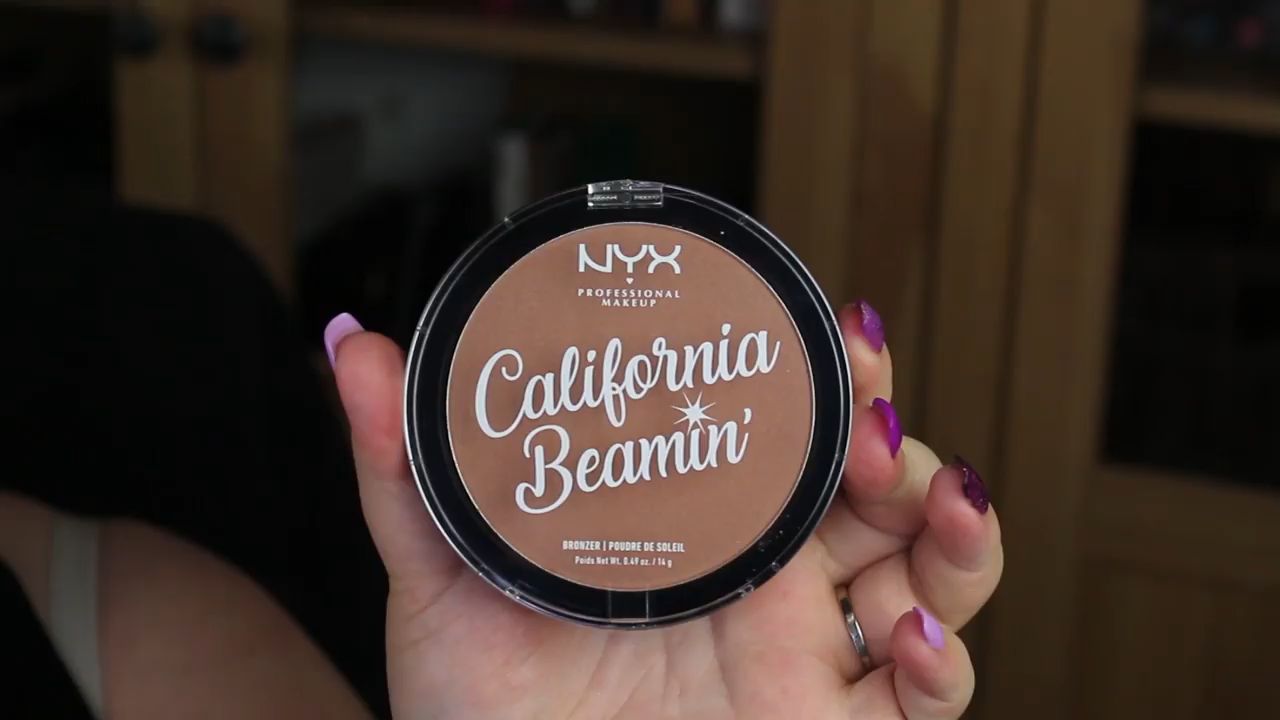 NYX
PROFESSIONAL
MAKEUP
California
Beamin'
BRONZER | POUDRE DE SOLEIL
Poids Net Wt. 0.49 oz. / 14 g